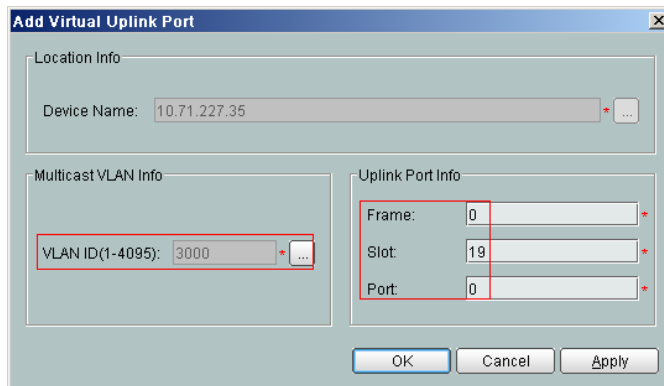 Add Virtual Uplink Port
Location Info
Device Name: 10.71.227.35 * ...
Multicast VLAN Info
VLAN ID(1-4095): 3000 * ...
Uplink Port Info
Frame: 0 *
Slot: 19 *
Port: 0 *
OK Cancel Apply